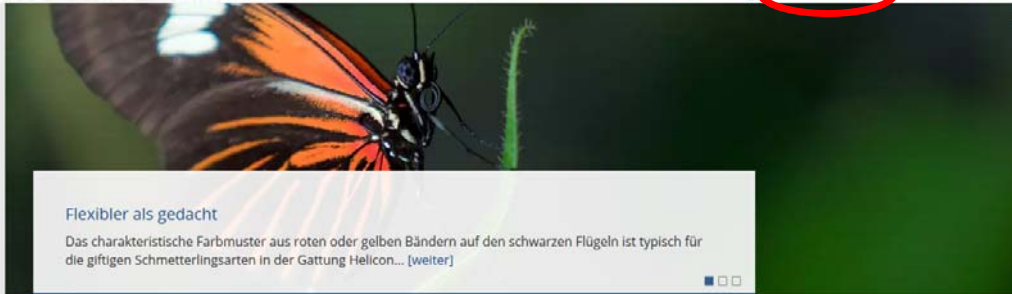 Flexibler als gedacht
Das charakteristische Farbmuster aus roten oder gelben Bändern auf den schwarzen Flügeln ist typisch für
die giftigen Schmetterlingsarten in der Gattung Helicon... [weiter]